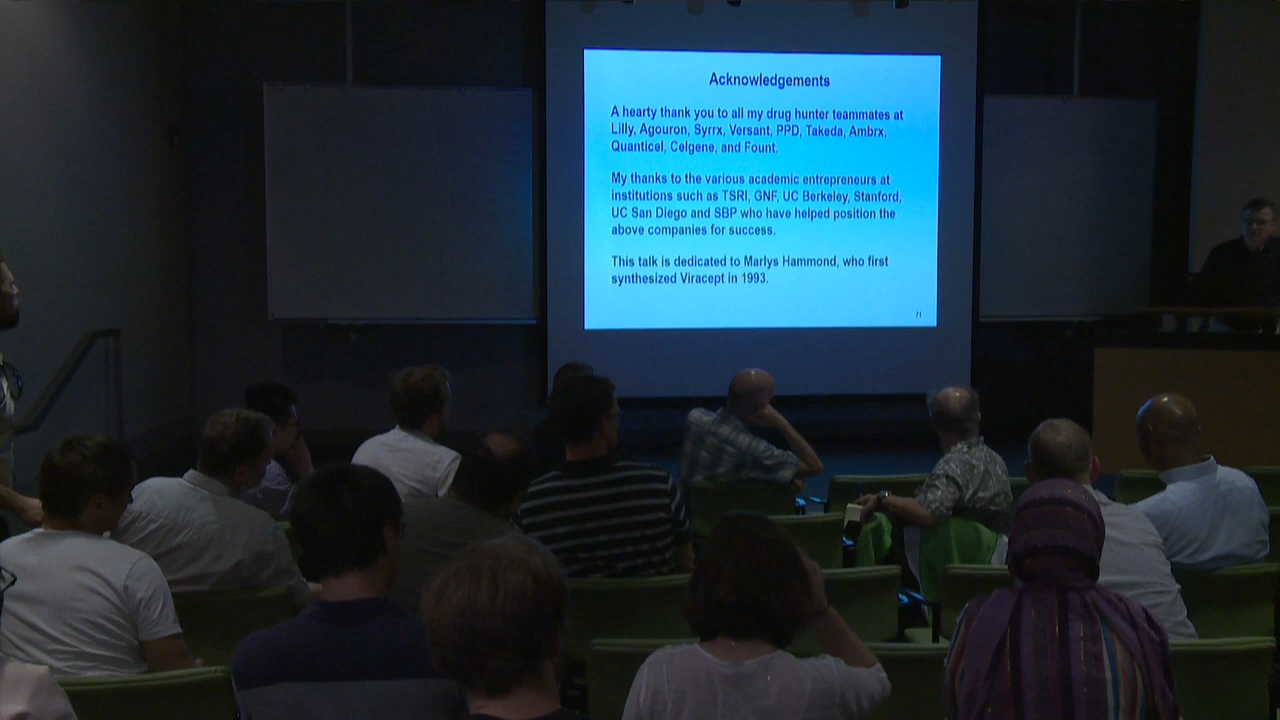 Acknowledgements
A hearty thank you to all my drug hunter teammates at
Lilly, Agouron, Syrrx, Versant, PPD, Takeda, Ambrx,
Quanticel, Celgene, and Fount.
My thanks to the various academic entrepreneurs at
institutions such as TSRI, GNF, UC Berkeley, Stanford,
UC San Diego and SBP who have helped position the
above companies for success.
This talk is dedicated to Marlys Hammond, who first
synthesized Viracept in 1993.
71